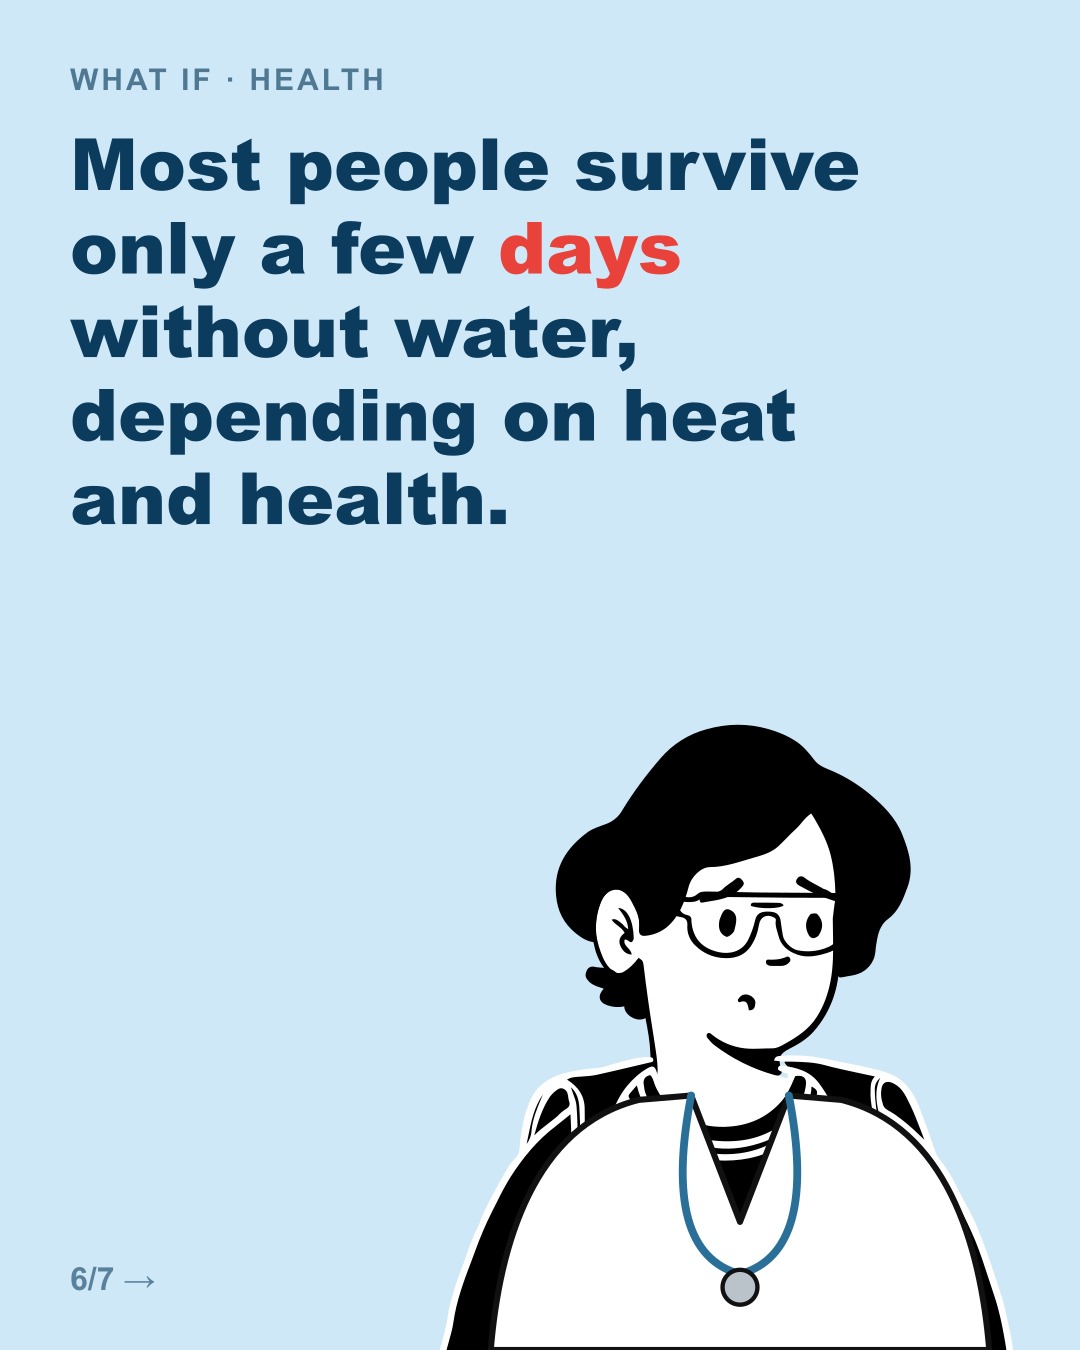 WHAT IF · HEALTH
Most people survive
only a few days
without water,
depending on heat
and health.
6/7 →